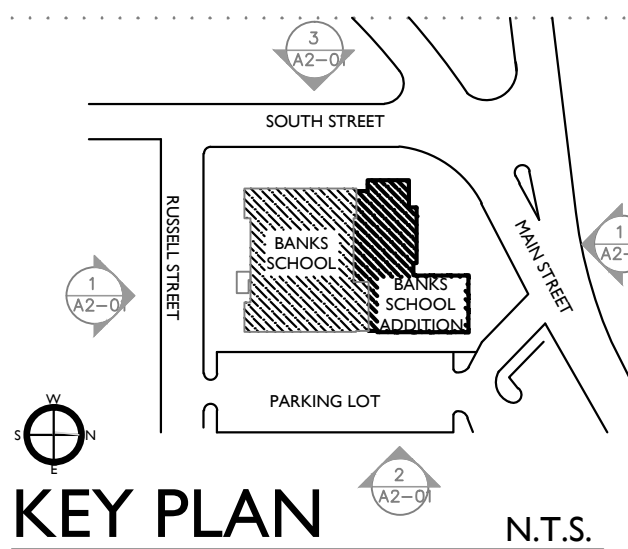 3
A2-01
SOUTH STREET
RUSSELL STREET
BANKS
SCHOOL
MAIN STREET
1
A2-
1
A2-01
BANKS
SCHOOL
ADDITION
PARKING LOT
W
S
N
E
2
A2-01
KEY PLAN
N.T.S.